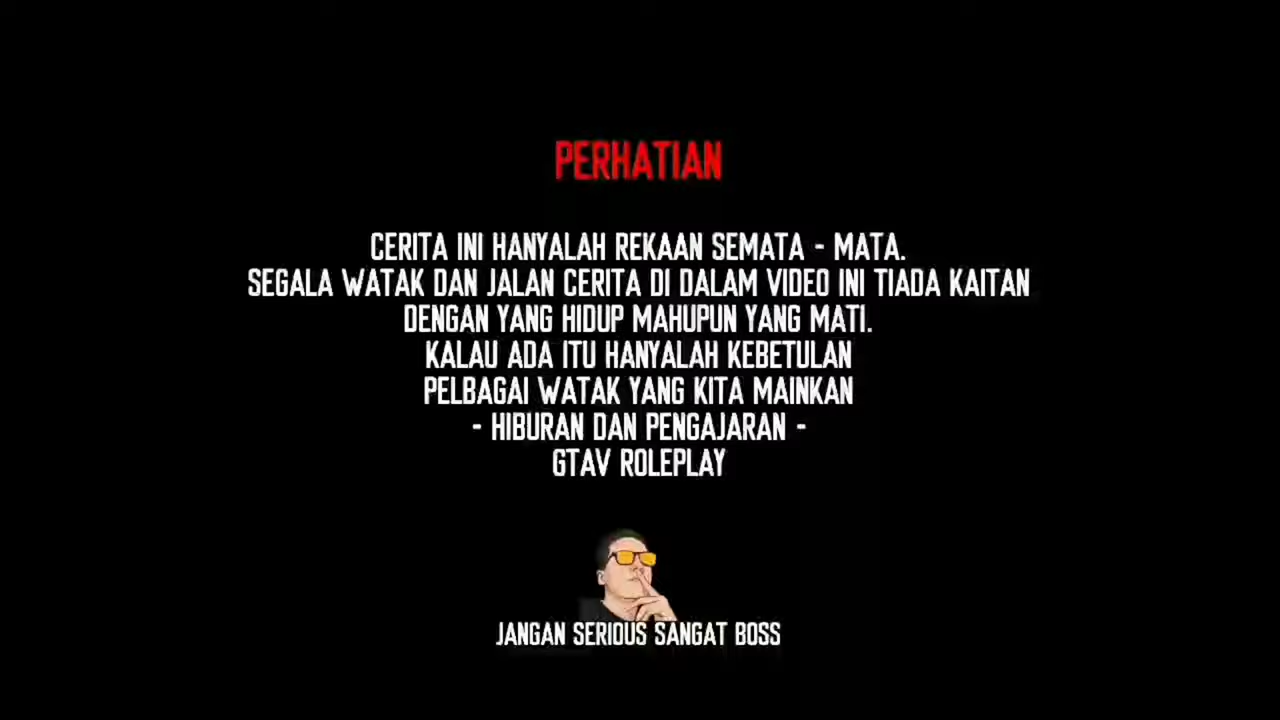 PERHATIAN
CERITA INI HANYALAH REKAAN SEMATA - MATA.
SEGALA WATAK DAN JALAN CERITA DI DALAM VIDEO INI TIADA KAITAN
DENGAN YANG HIDUP MAHUPUN YANG MATI.
KALAU ADA ITU HANYALAH KEBETULAN
PELBAGAI WATAK YANG KITA MAINKAN
- HIBURAN DAN PENGAJARAN -
GTAV ROLEPLAY
JANGAN SERIOUS SANGAT BOSS